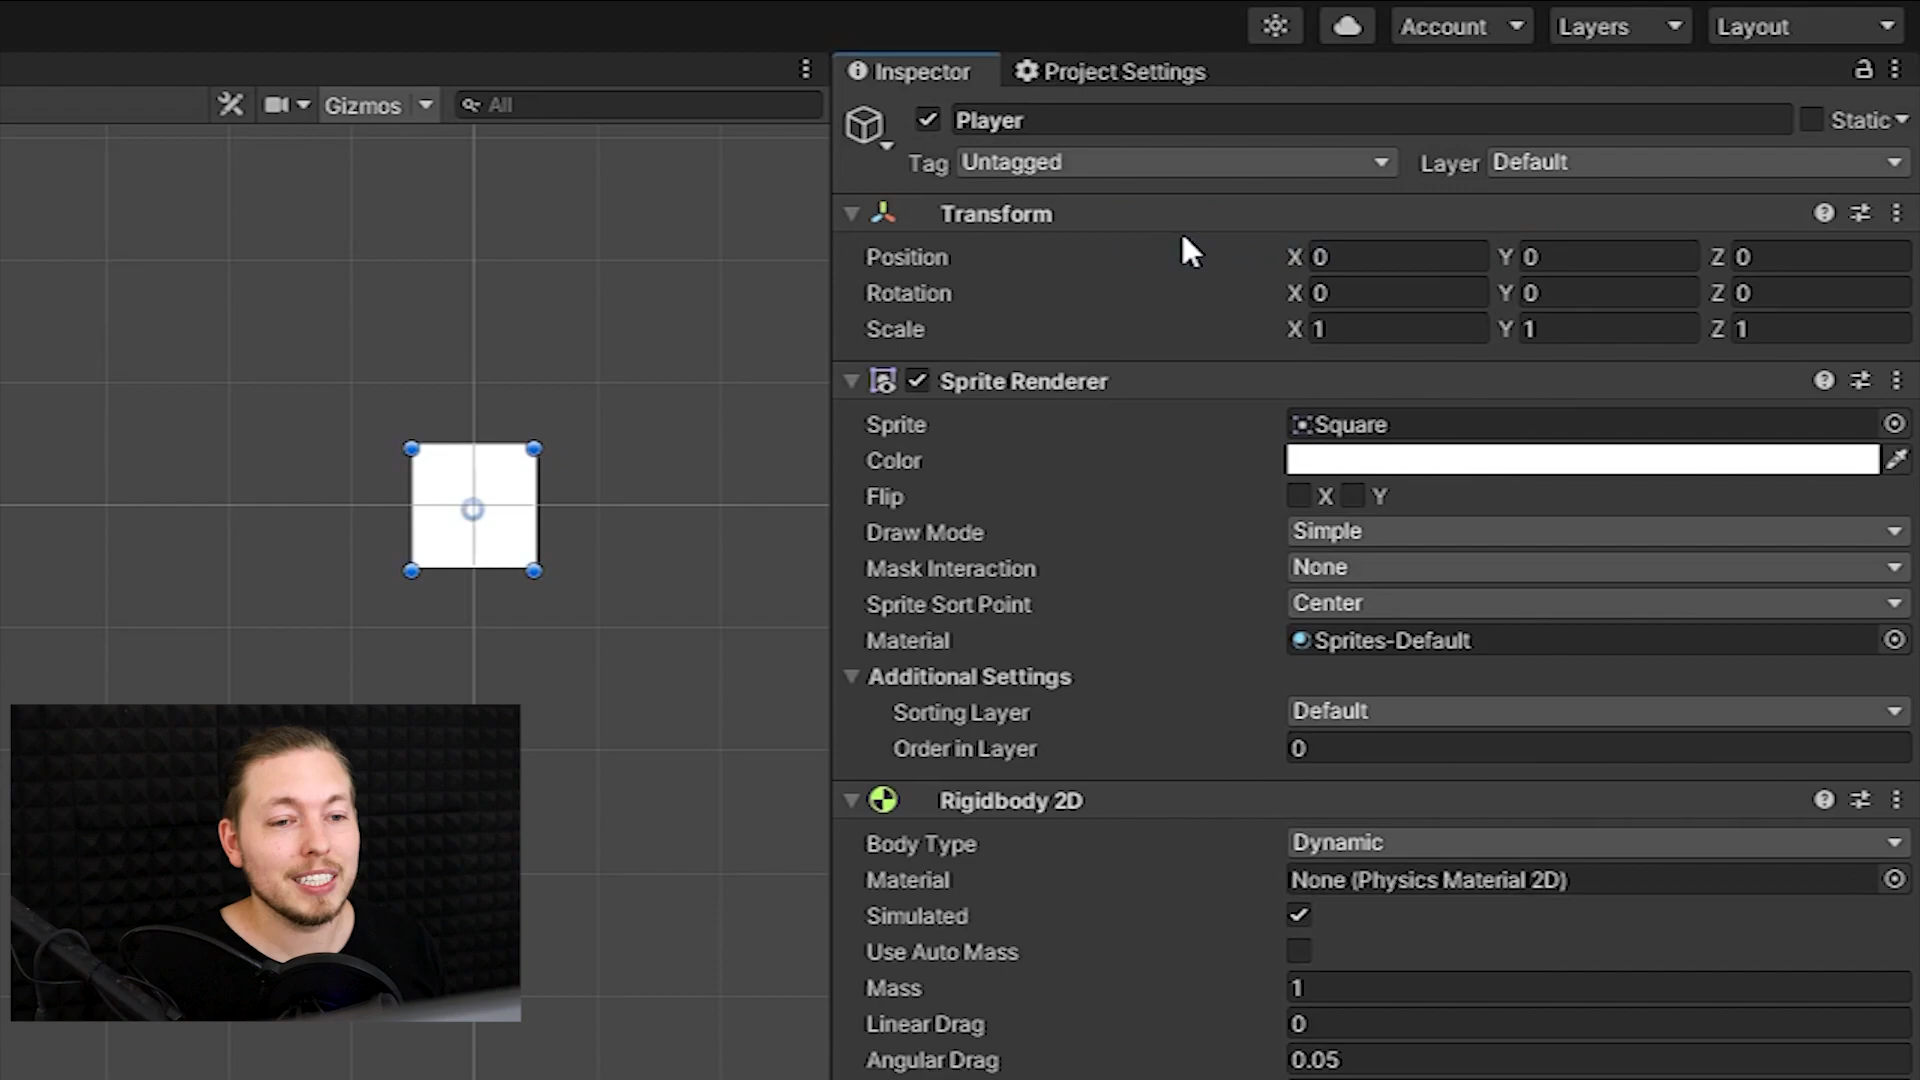 Account Layers Layout
Inspector Project Settings
Gizmos All
Player Static
Tag Untagged Layer Default
Transform
Position X 0 Y 0 Z 0
Rotation X 0 Y 0 Z 0
Scale X 1 Y 1 Z 1
Sprite Renderer
Sprite Square
Color
Flip X Y
Draw Mode Simple
Mask Interaction None
Sprite Sort Point Center
Material Sprites-Default
Additional Settings
Sorting Layer Default
Order in Layer 0
Rigidbody 2D
Body Type Dynamic
Material None (Physics Material 2D)
Simulated
Use Auto Mass
Mass 1
Linear Drag 0
Angular Drag 0.05